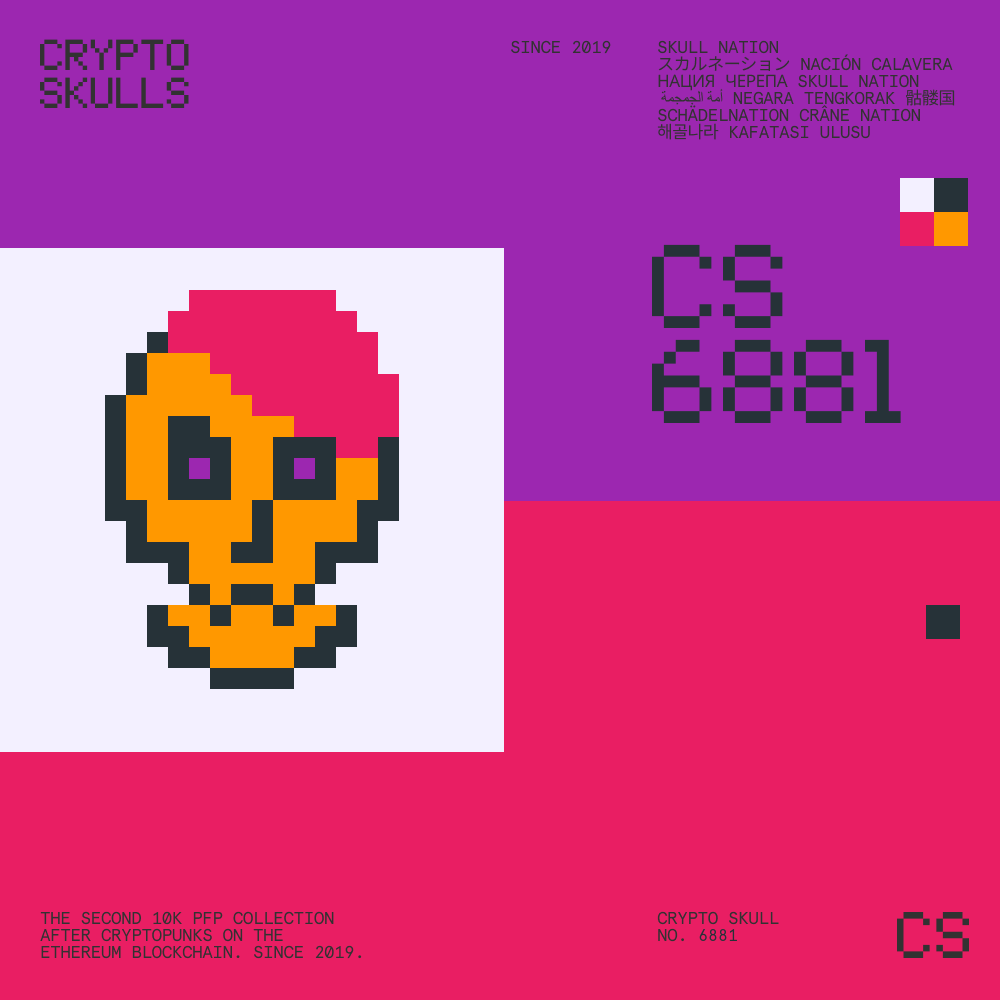 CRYPTO
SKULLS
SINCE 2019
SKULL NATION
スカルネーション NACIÓN CALAVERA
НАЦИЯ ЧЕРЕПА SKULL NATION
أمة الجمجمة NEGARA TENGKORAK 骷髅国
SCHÄDELNATION CRÂNE NATION
해골나라 KAFATASI ULUSU
CS
6881
THE SECOND 10K PFP COLLECTION
AFTER CRYPTOPUNKS ON THE
ETHEREUM BLOCKCHAIN. SINCE 2019.
CRYPTO SKULL
NO. 6881
CS